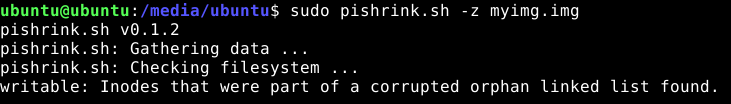 ubuntu@ubuntu:/media/ubuntu$ sudo pishrink.sh -z myimg.img
pishrink.sh v0.1.2
pishrink.sh: Gathering data ...
pishrink.sh: Checking filesystem ...
writable: Inodes that were part of a corrupted orphan linked list found.